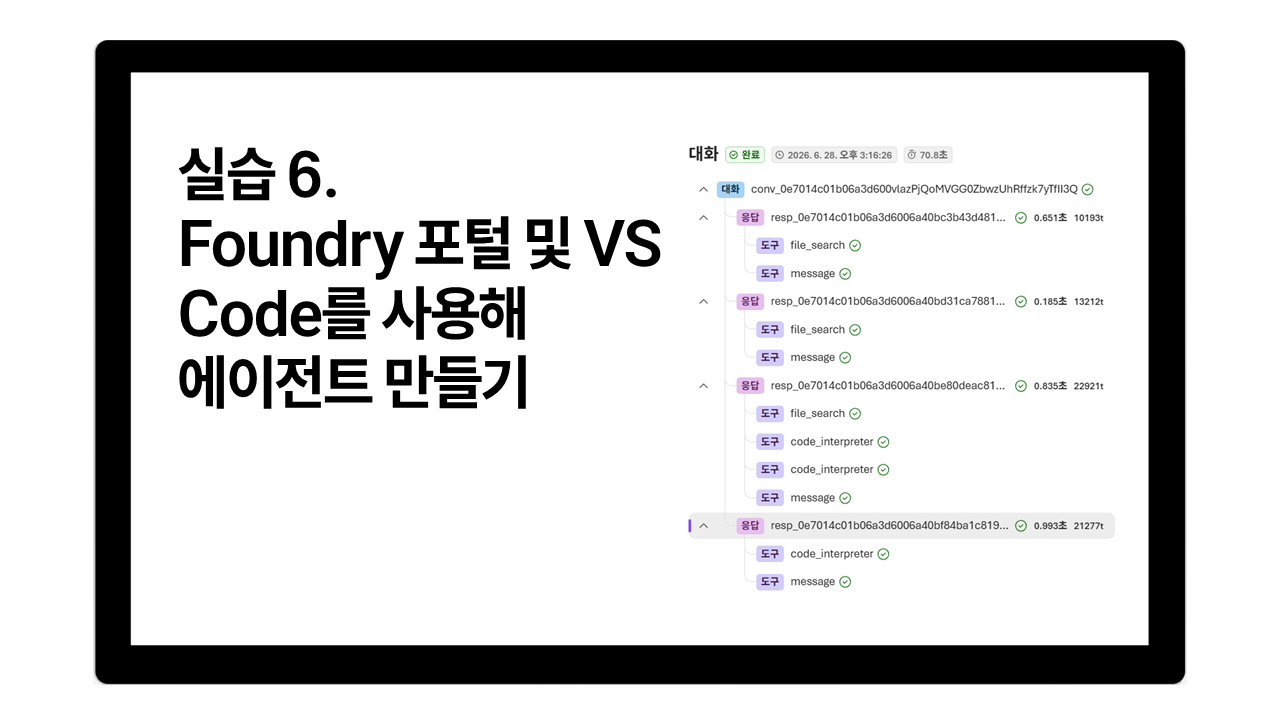 실습 6.
Foundry 포털 및 VS
Code를 사용해
에이전트 만들기
대화 완료 2026. 6. 28. 오후 3:16:26 70.8초
대화 conv_0e7014c01b06a3d600vlazPjQoMVGG0ZbwzUhRffzk7yTfII3Q
응답 resp_0e7014c01b06a3d6006a40bc3b43d481... 0.651초 10193t
도구 file_search
도구 message
응답 resp_0e7014c01b06a3d6006a40bd31ca7881... 0.185초 13212t
도구 file_search
도구 message
응답 resp_0e7014c01b06a3d6006a40be80deac81... 0.835초 22921t
도구 file_search
도구 code_interpreter
도구 code_interpreter
도구 message
응답 resp_0e7014c01b06a3d6006a40bf84ba1c819... 0.993초 21277t
도구 code_interpreter
도구 message